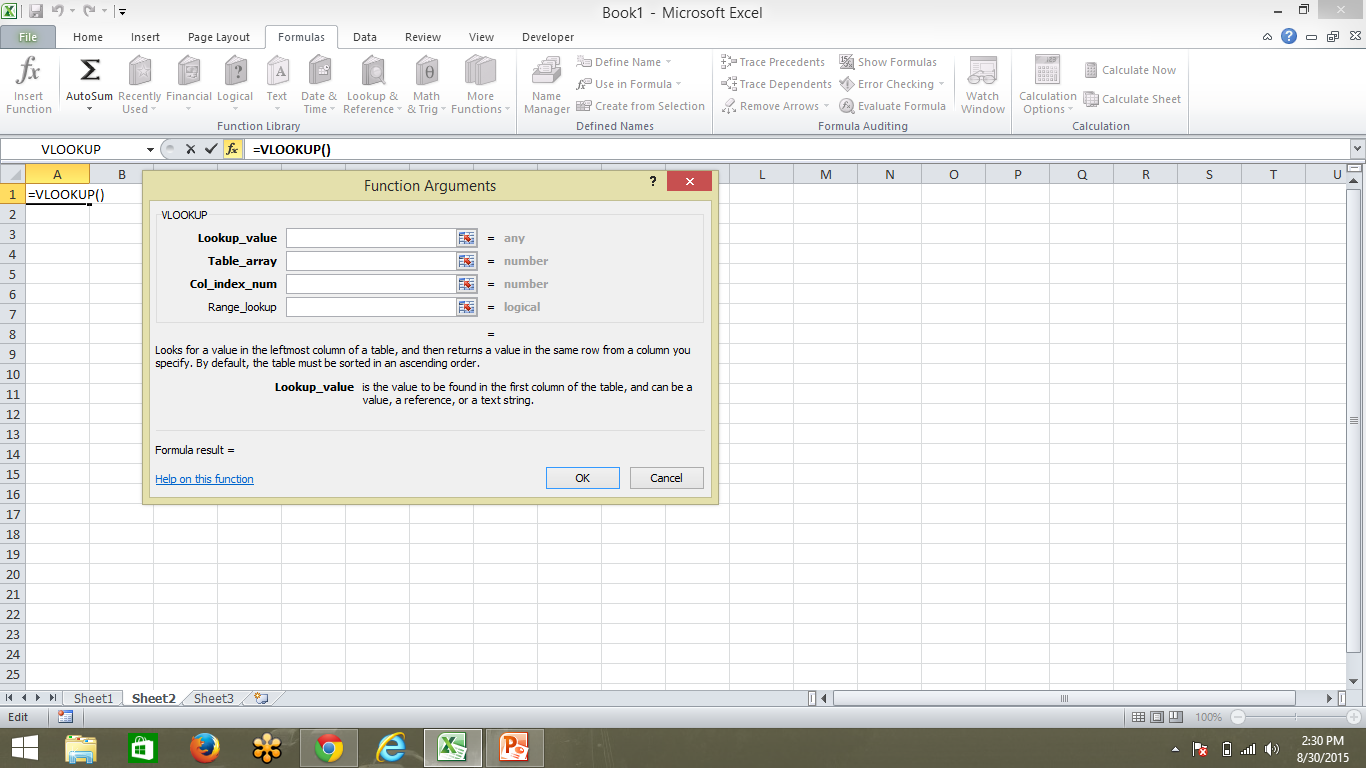 Book1 - Microsoft Excel
File Home Insert Page Layout Formulas Data Review View Developer
Insert Function
AutoSum
Recently Used
Financial
Logical
Text
Date & Time
Lookup & Reference
Math & Trig
More Functions
Function Library
Name Manager
Define Name
Use in Formula
Create from Selection
Defined Names
Trace Precedents
Trace Dependents
Remove Arrows
Show Formulas
Error Checking
Evaluate Formula
Formula Auditing
Watch Window
Calculation Options
Calculate Now
Calculate Sheet
Calculation
VLOOKUP fx =VLOOKUP()
A B L M N O P Q R S T U
1 =VLOOKUP()
2
3
4
5
6
7
8
9
10
11
12
13
14
15
16
17
18
19
20
21
22
23
24
25
Function Arguments ?
VLOOKUP
Lookup_value = any
Table_array = number
Col_index_num = number
Range_lookup = logical
=
Looks for a value in the leftmost column of a table, and then returns a value in the same row from a column you
specify. By default, the table must be sorted in an ascending order.
Lookup_value is the value to be found in the first column of the table, and can be a
value, a reference, or a text string.
Formula result =
Help on this function OK Cancel
Sheet1 Sheet2 Sheet3
Edit 100%
2:30 PM
8/30/2015